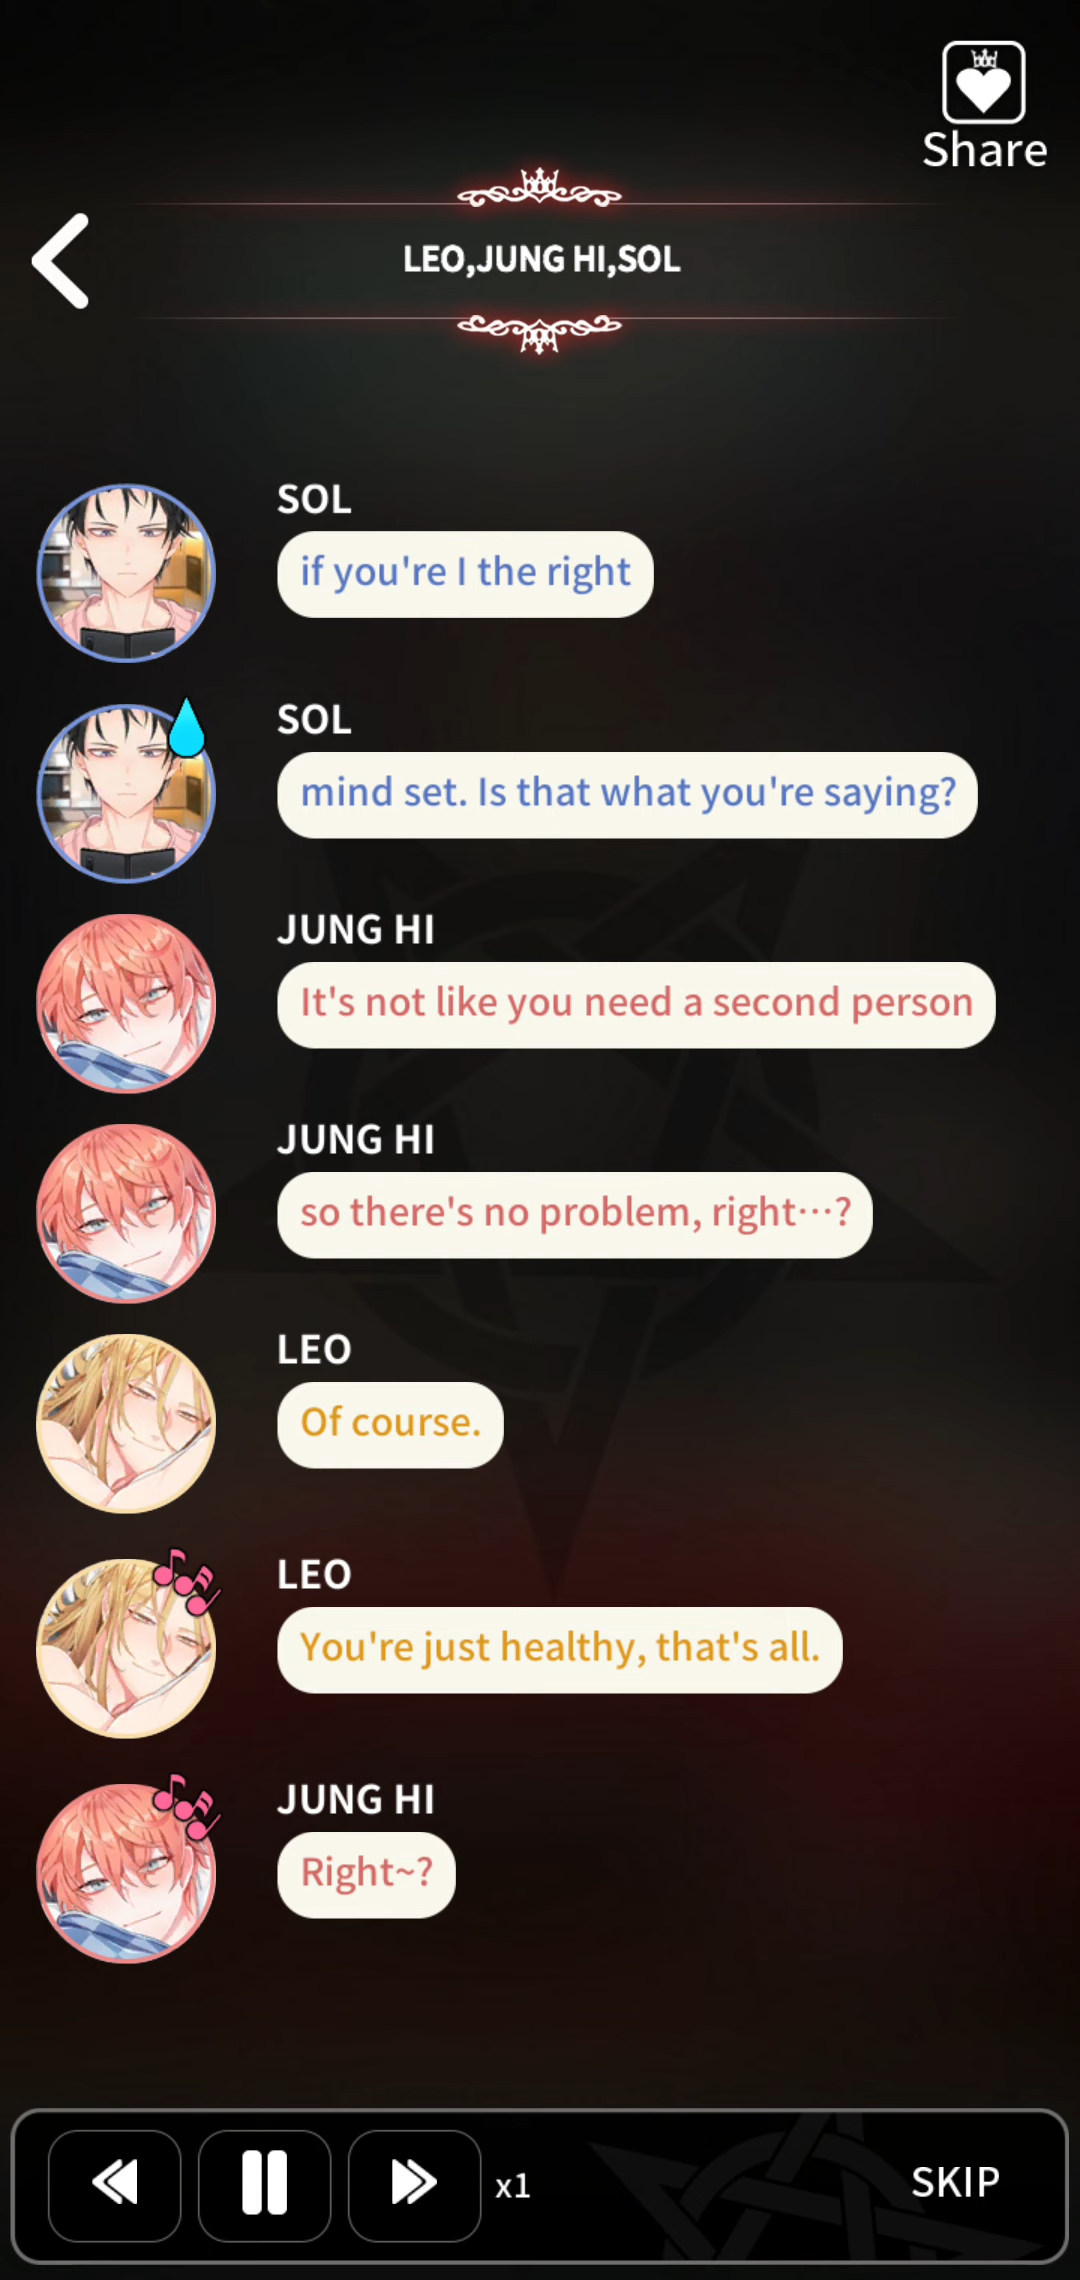 Share
LEO,JUNG HI,SOL
SOL
if you're I the right
SOL
mind set. Is that what you're saying?
JUNG HI
It's not like you need a second person
JUNG HI
so there's no problem, right…?
LEO
Of course.
LEO
You're just healthy, that's all.
JUNG HI
Right~?
x1
SKIP